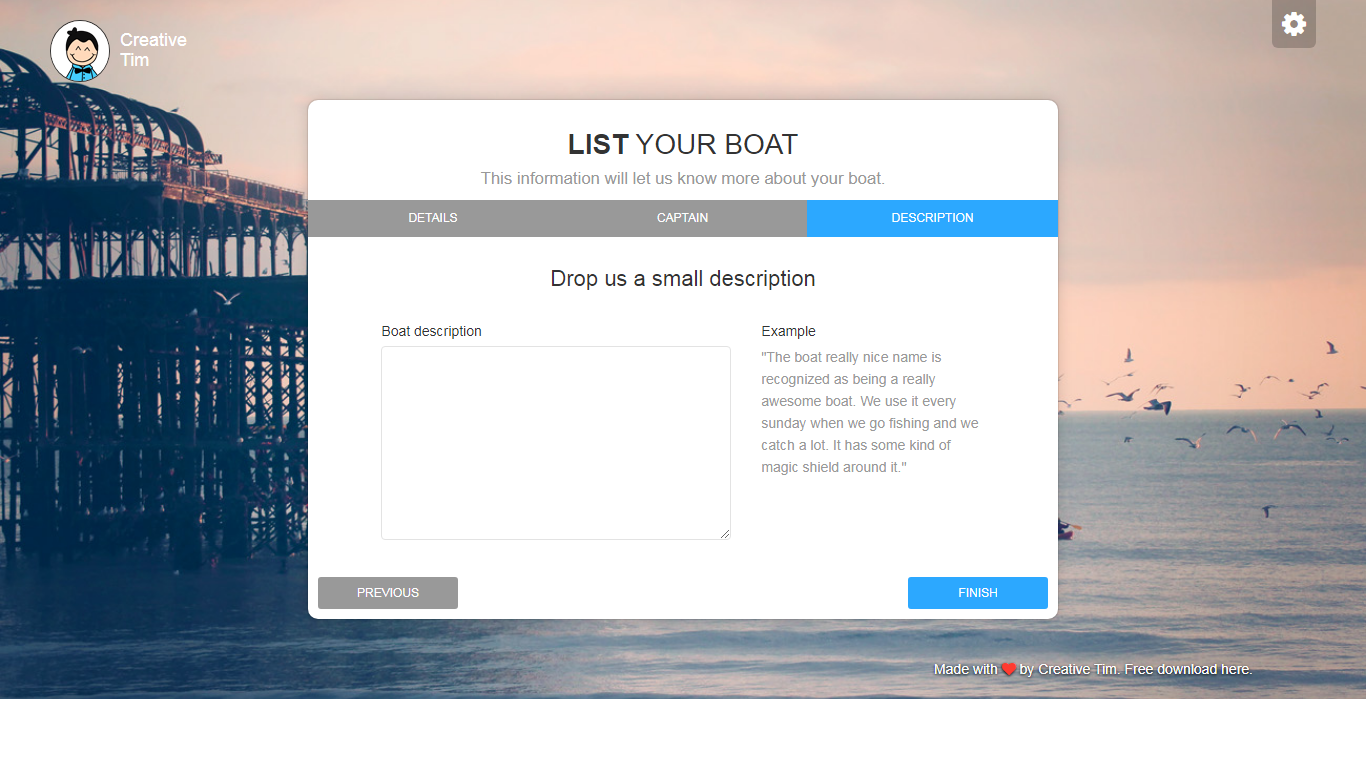 Creative
Tim
LIST YOUR BOAT
This information will let us know more about your boat.
DETAILS
CAPTAIN
DESCRIPTION
Drop us a small description
Boat description
Example
"The boat really nice name is
recognized as being a really
awesome boat. We use it every
sunday when we go fishing and we
catch a lot. It has some kind of
magic shield around it."
PREVIOUS
FINISH
Made with ❤ by Creative Tim. Free download here.